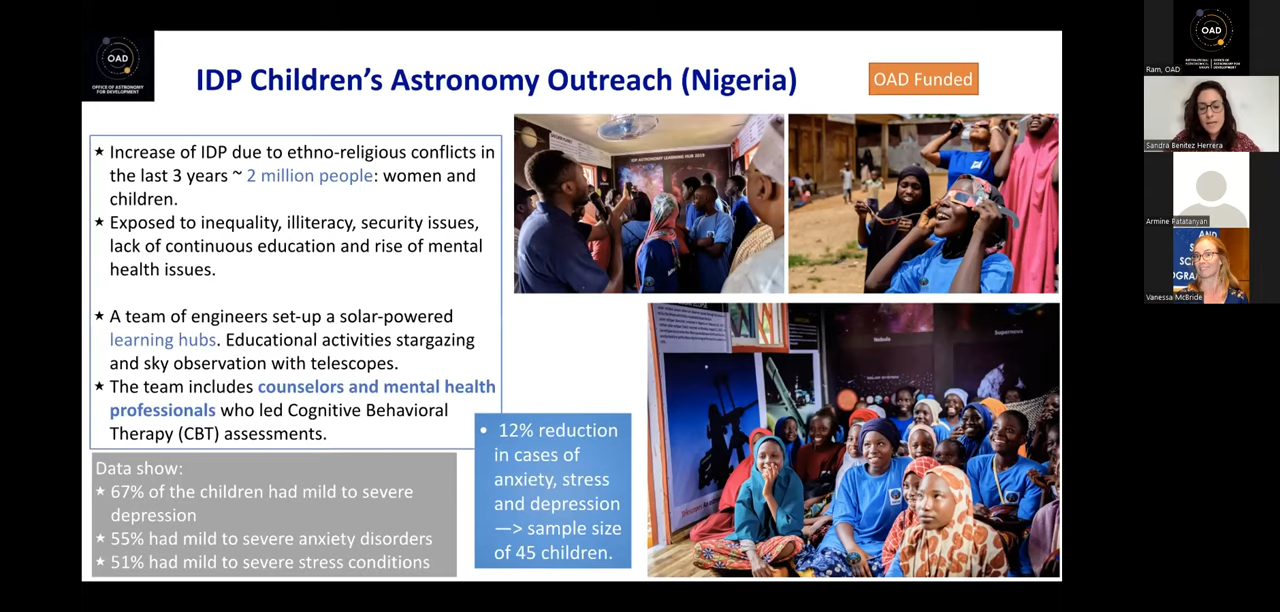 OAD
OFFICE OF ASTRONOMY
FOR DEVELOPMENT
IDP Children's Astronomy Outreach (Nigeria)
OAD Funded
★ Increase of IDP due to ethno-religious conflicts in
the last 3 years ~ 2 million people: women and
children.
★ Exposed to inequality, illiteracy, security issues,
lack of continuous education and rise of mental
health issues.
★ A team of engineers set-up a solar-powered
learning hubs. Educational activities stargazing
and sky observation with telescopes.
★ The team includes counselors and mental health
professionals who led Cognitive Behavioral
Therapy (CBT) assessments.
Data show:
★ 67% of the children had mild to severe
depression
★ 55% had mild to severe anxiety disorders
★ 51% had mild to severe stress conditions
• 12% reduction
in cases of
anxiety, stress
and depression
—> sample size
of 45 children.
IDP ASTRONOMY LEARNING HUB 2019
Nebula
Supernova
OAD
Ram, OAD
Sandra Benitez Herrera
Armine Patatanyan
AND
Vanessa McBride